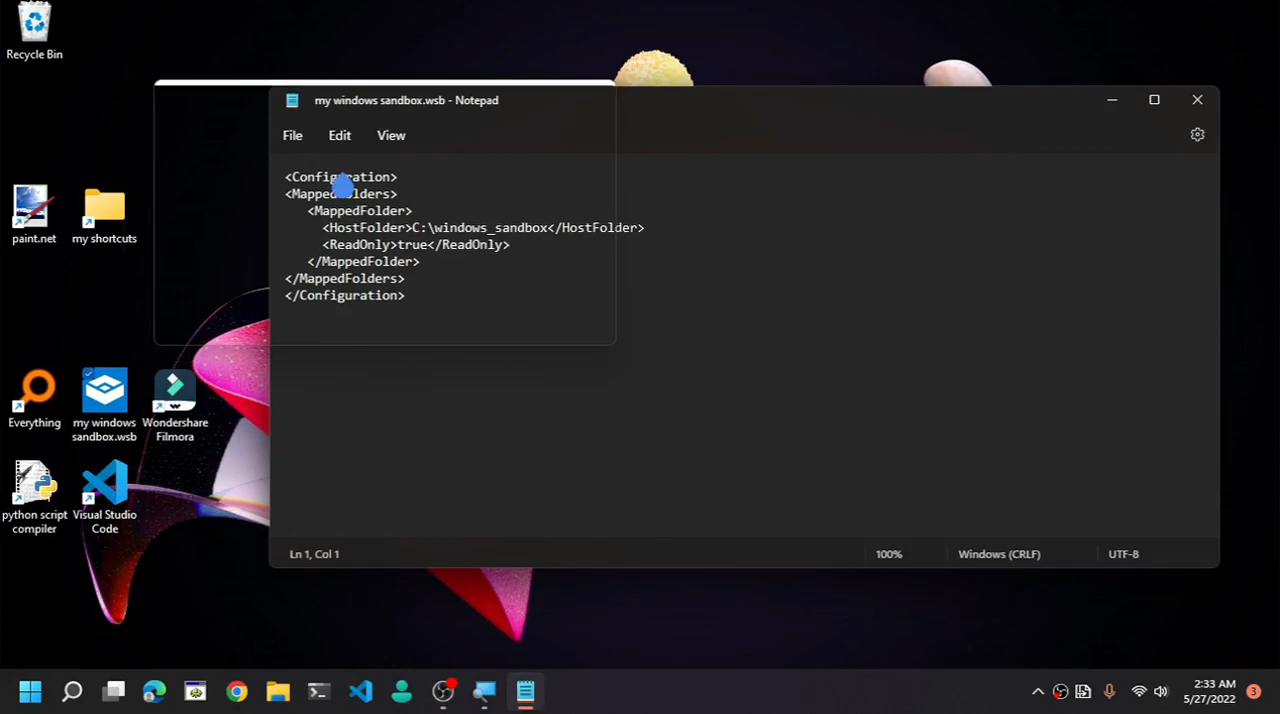 Recycle Bin
my windows sandbox.wsb - Notepad
File Edit View
<Configuration>
<MappedFolders>
<MappedFolder>
<HostFolder>C:\windows_sandbox</HostFolder>
<ReadOnly>true</ReadOnly>
</MappedFolder>
</MappedFolders>
</Configuration>
paint.net
my shortcuts
Everything
my windows
sandbox.wsb
Wondershare
Filmora
python script
compiler
Visual Studio
Code
Ln 1, Col 1
100%
Windows (CRLF)
UTF-8
2:33 AM
5/27/2022
3